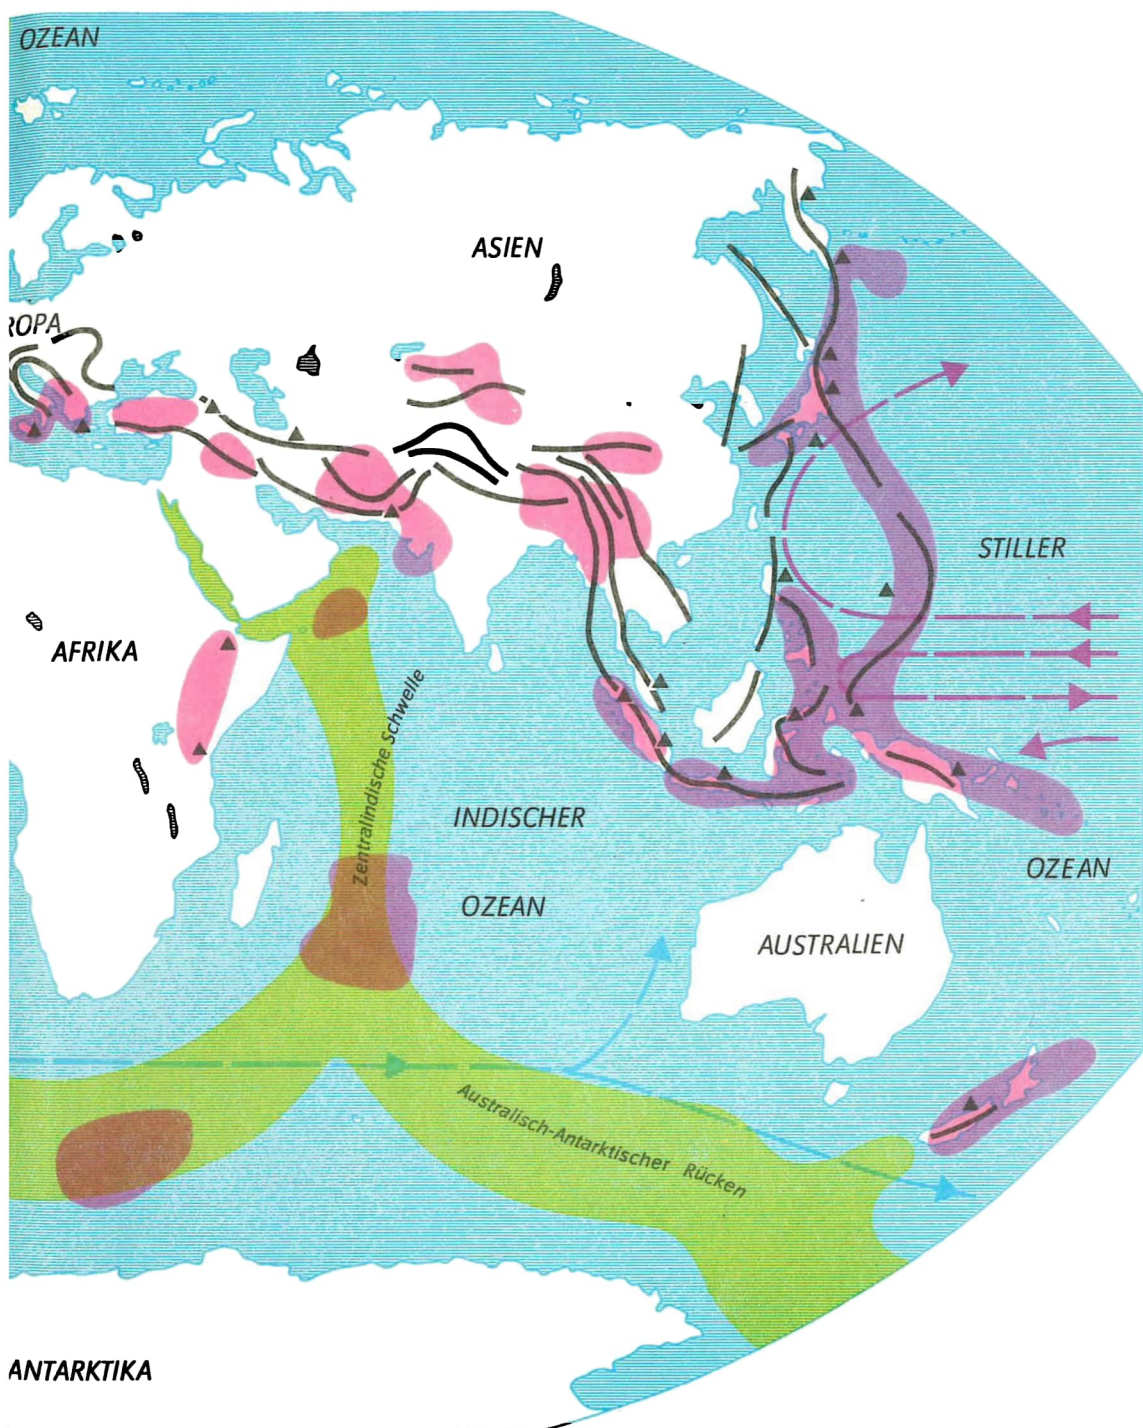 OZEAN
ASIEN
ROPA
STILLER
AFRIKA
Zentralindische Schwelle
INDISCHER
OZEAN
OZEAN
AUSTRALIEN
Australisch-Antarktischer Rücken
ANTARKTIKA